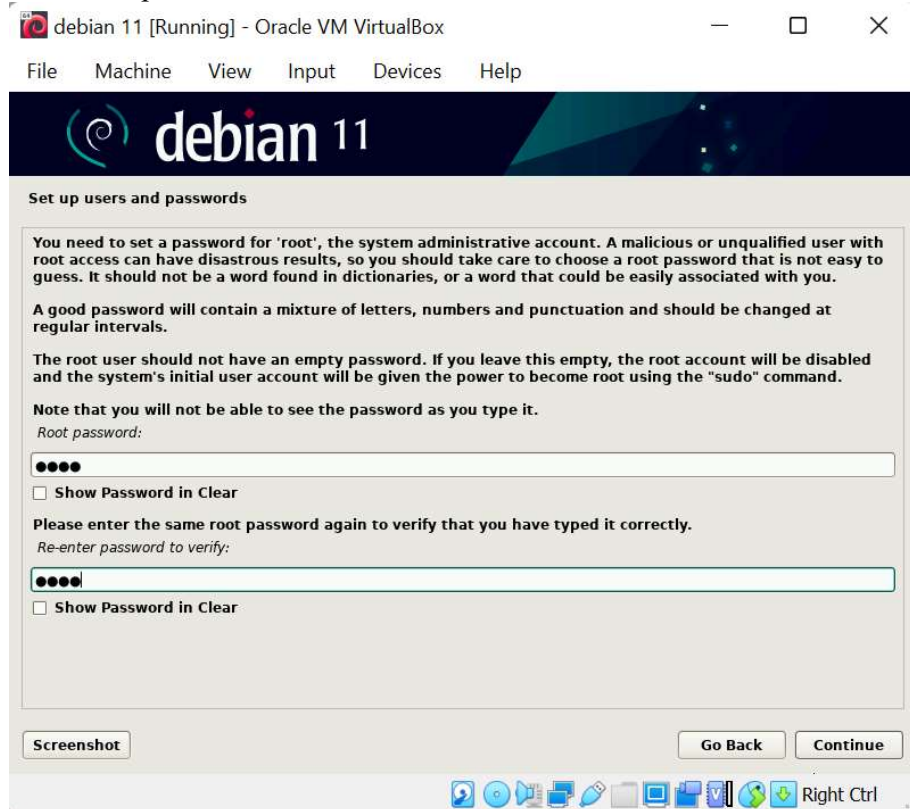 debian 11 [Running] - Oracle VM VirtualBox
File Machine View Input Devices Help
debian 11
Set up users and passwords
You need to set a password for 'root', the system administrative account. A malicious or unqualified user with
root access can have disastrous results, so you should take care to choose a root password that is not easy to
guess. It should not be a word found in dictionaries, or a word that could be easily associated with you.
A good password will contain a mixture of letters, numbers and punctuation and should be changed at
regular intervals.
The root user should not have an empty password. If you leave this empty, the root account will be disabled
and the system's initial user account will be given the power to become root using the "sudo" command.
Note that you will not be able to see the password as you type it.
Root password:
●●●●
Show Password in Clear
Please enter the same root password again to verify that you have typed it correctly.
Re-enter password to verify:
●●●●
Show Password in Clear
Screenshot Go Back Continue
Right Ctrl